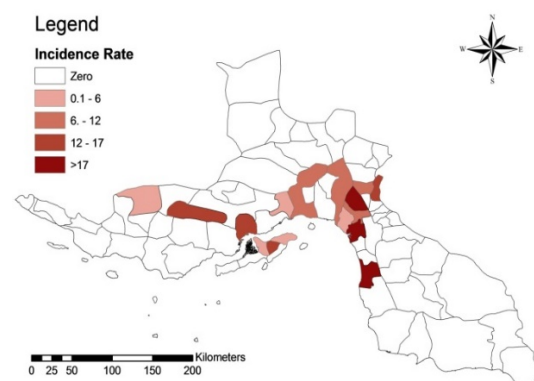 Legend
Incidence Rate
Zero
0.1 - 6
6. - 12
12 - 17
>17
N
W
E
S
Kilometers
0 25 50 100 150 200